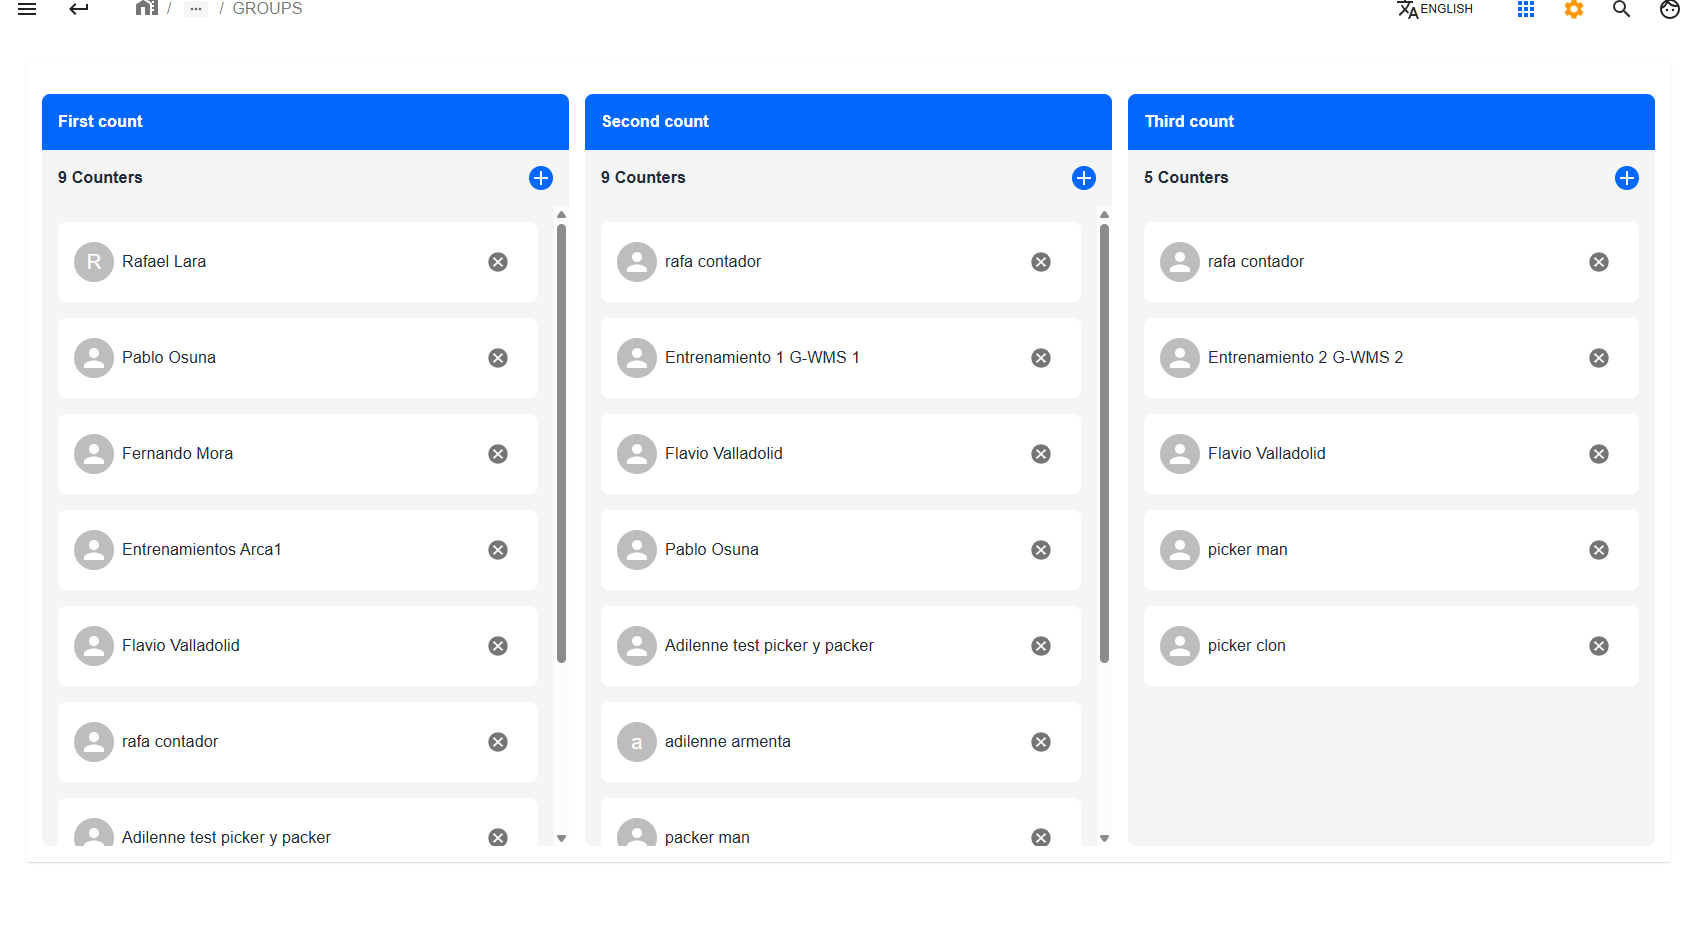 / ... / GROUPS
ENGLISH
First count
9 Counters
R Rafael Lara
Pablo Osuna
Fernando Mora
Entrenamientos Arca1
Flavio Valladolid
rafa contador
Adilenne test picker y packer
Second count
9 Counters
rafa contador
Entrenamiento 1 G-WMS 1
Flavio Valladolid
Pablo Osuna
Adilenne test picker y packer
a adilenne armenta
packer man
Third count
5 Counters
rafa contador
Entrenamiento 2 G-WMS 2
Flavio Valladolid
picker man
picker clon